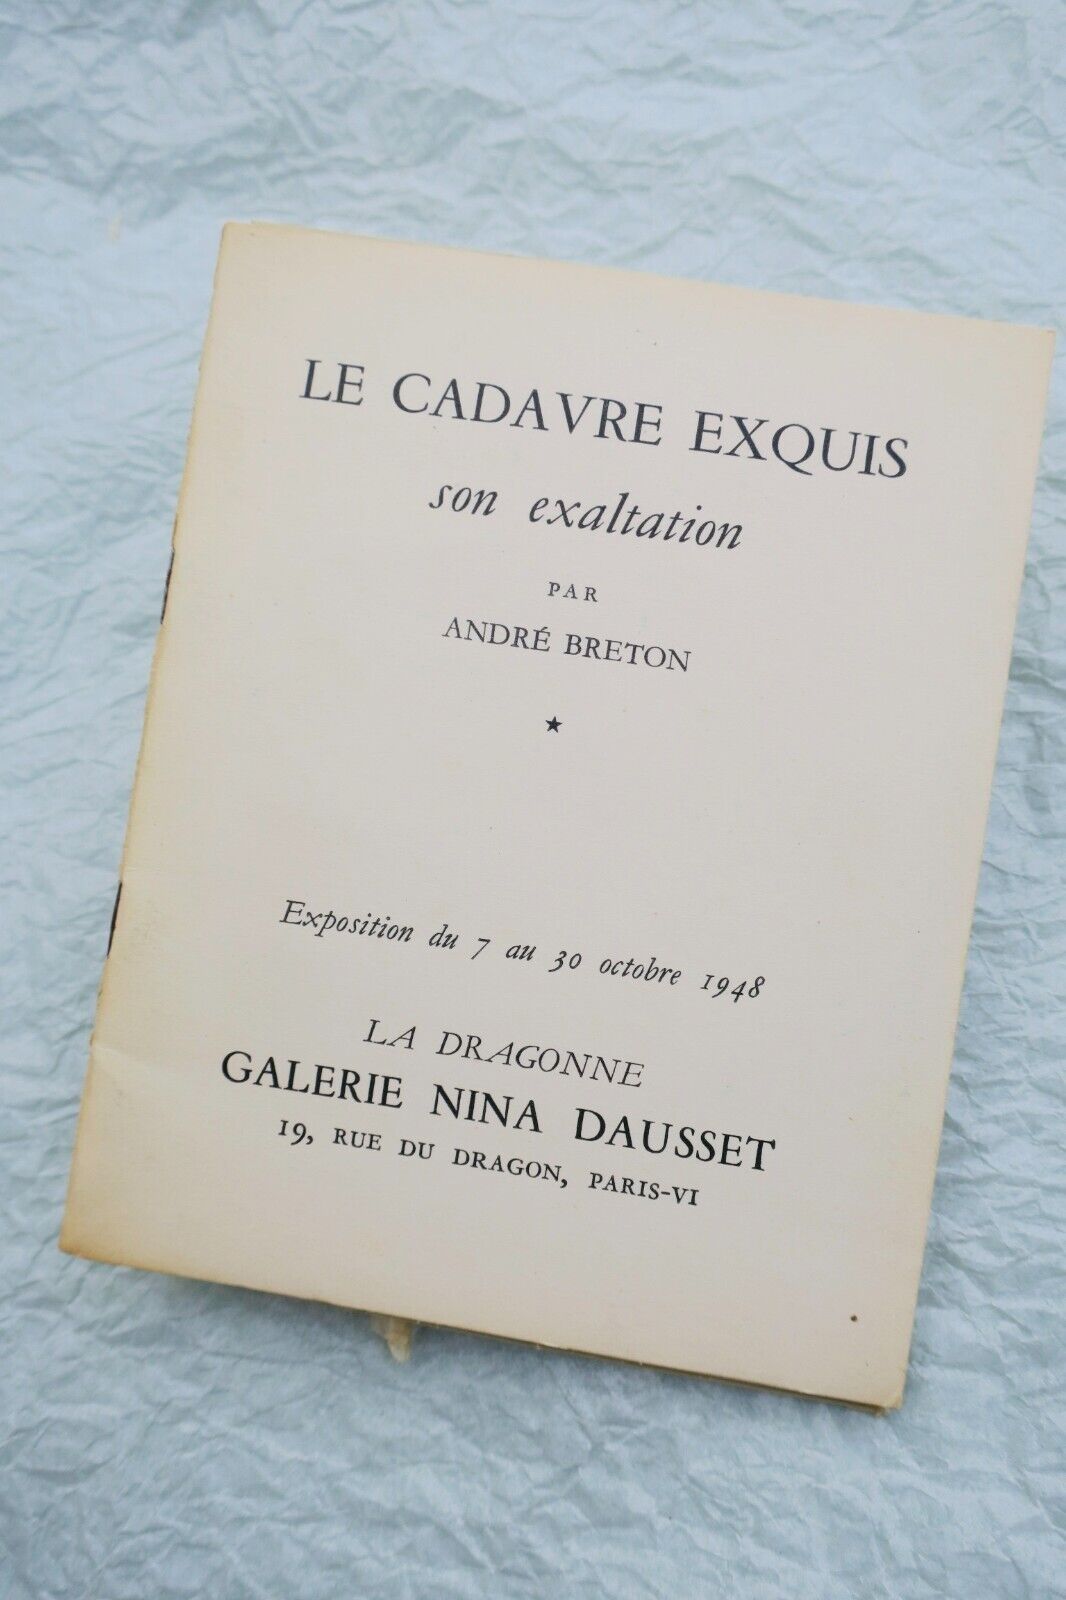 LE CADAVRE EXQUIS
son exaltation
PAR
ANDRÉ BRETON
★
Exposition du 7 au 30 octobre 1948
LA DRAGONNE
GALERIE NINA DAUSSET
19, RUE DU DRAGON, PARIS-VI